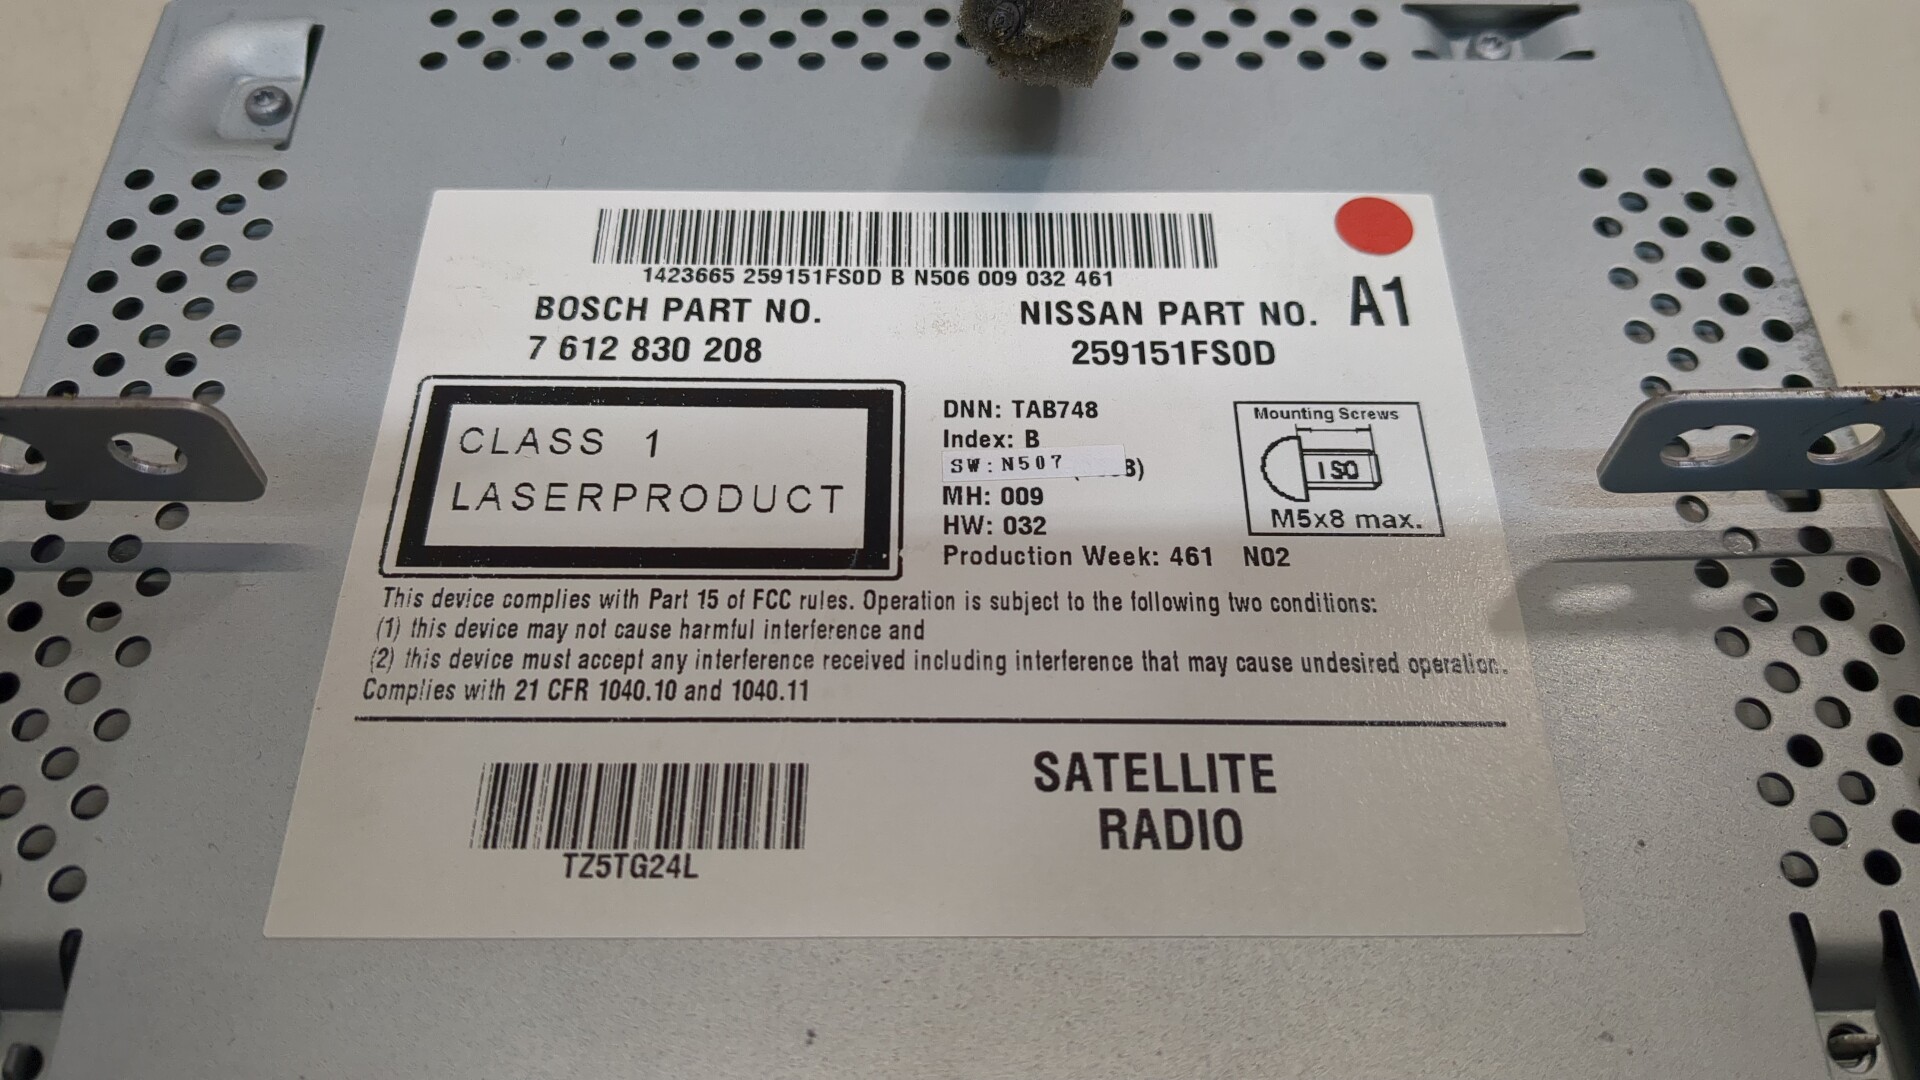 1423665 259151FS0D B N506 009 032 461
BOSCH PART NO.
7 612 830 208
NISSAN PART NO.
259151FS0D
A1
CLASS 1
LASERPRODUCT
DNN: TAB748
Index: B
SW:N507
B)
MH: 009
HW: 032
Production Week: 461 N02
Mounting Screws
ISO
M5x8 max.
This device complies with Part 15 of FCC rules. Operation is subject to the following two conditions:
(1) this device may not cause harmful interference and
(2) this device must accept any interference received including interference that may cause undesired operation.
Complies with 21 CFR 1040.10 and 1040.11
TZ5TG24L
SATELLITE
RADIO